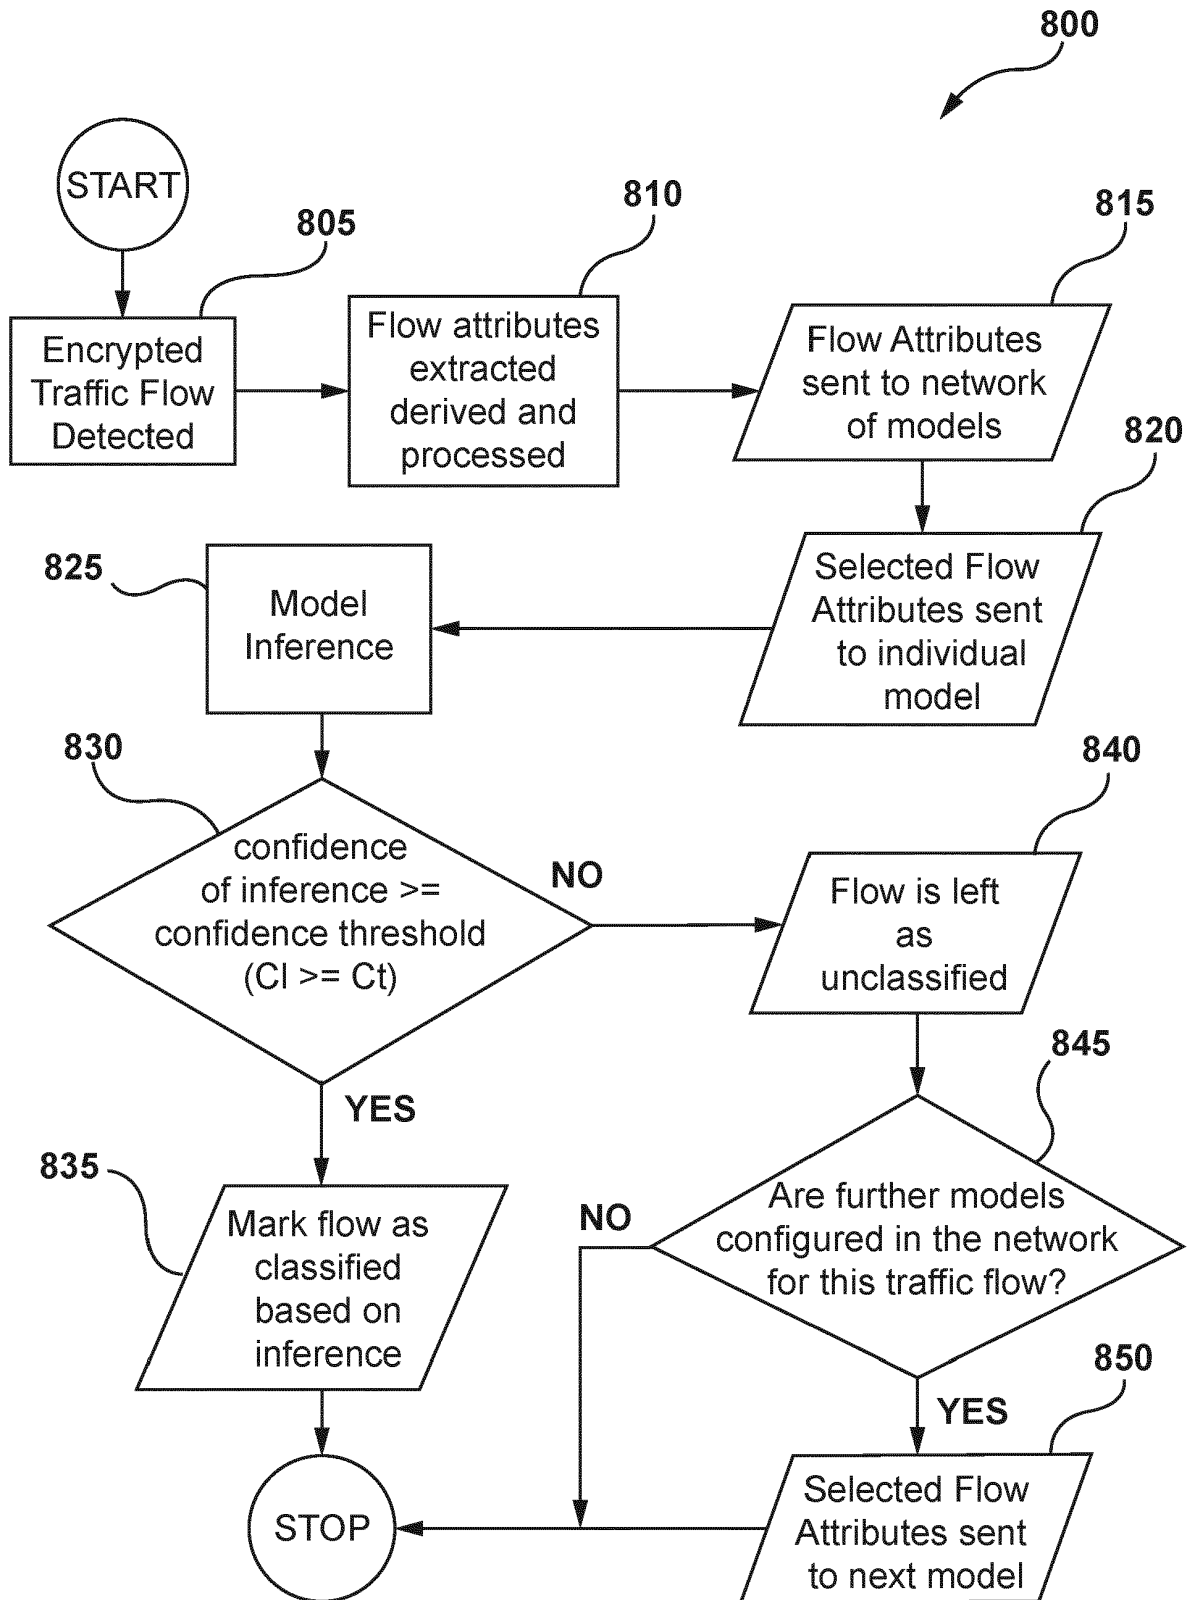 800
START
805
810
815
Encrypted
Traffic Flow
Detected
Flow attributes
extracted
derived and
processed
Flow Attributes
sent to network
of models
820
825
Model
Inference
Selected Flow
Attributes sent
to individual
model
830
840
confidence
of inference >=
confidence threshold
(CI >= Ct)
NO
Flow is left
as
unclassified
YES
845
835
Mark flow as
classified
based on
inference
NO
Are further models
configured in the network
for this traffic flow?
850
YES
STOP
Selected Flow
Attributes sent
to next model